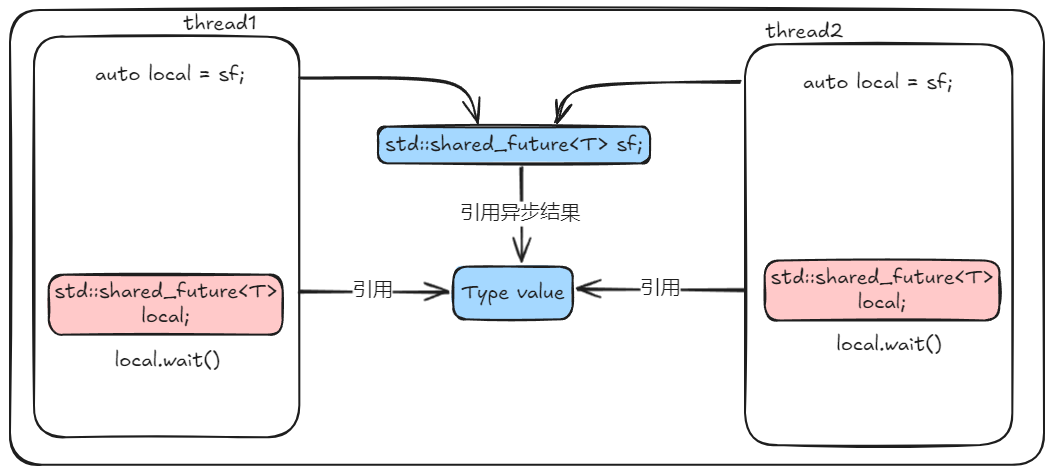 thread1
thread2
auto local = sf;
auto local = sf;
std::shared_future<T> sf;
引用异步结果
std::shared_future<T>
local;
引用
Type value
引用
std::shared_future<T>
local;
local.wait()
local.wait()